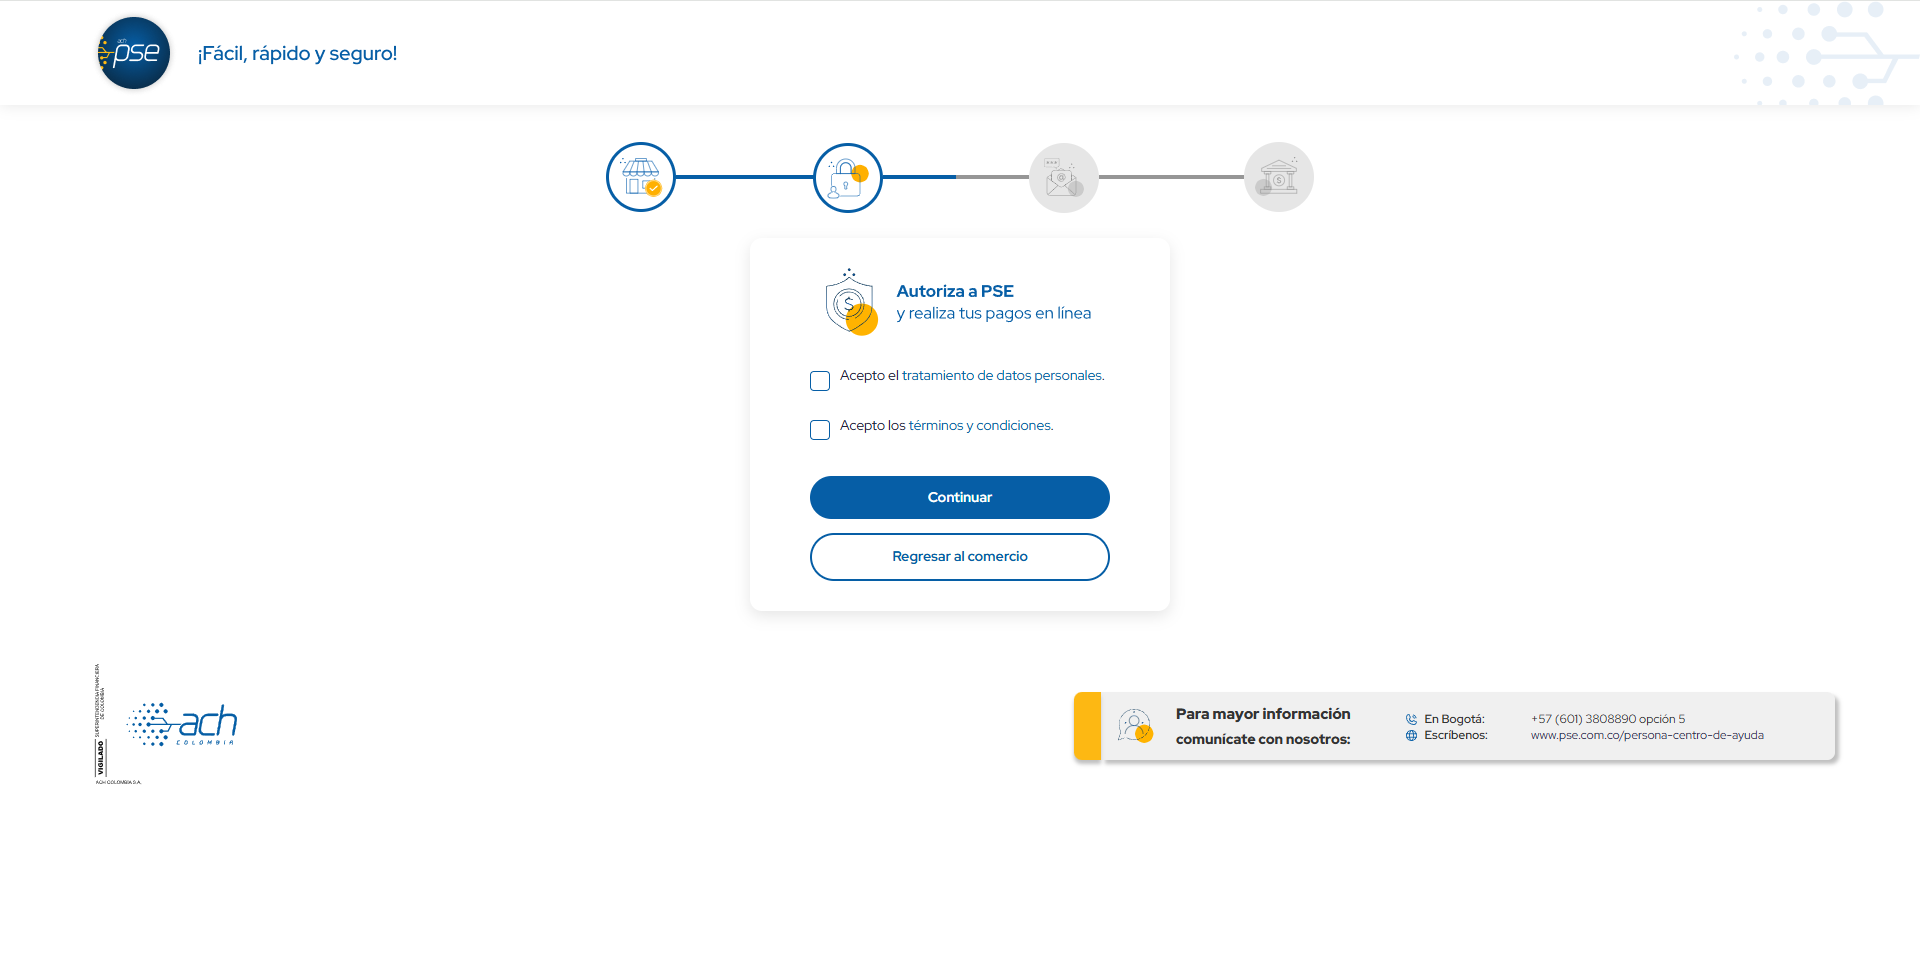 ach
pse
¡Fácil, rápido y seguro!
Autoriza a PSE
y realiza tus pagos en línea
Acepto el tratamiento de datos personales.
Acepto los términos y condiciones.
Continuar
Regresar al comercio
VIGILADO
SUPERINTENDENCIA FINANCIERA
DE COLOMBIA
ACH COLOMBIA S.A.
ach
COLOMBIA
Para mayor información
comunícate con nosotros:
En Bogotá: +57 (601) 3808890 opción 5
Escríbenos: www.pse.com.co/persona-centro-de-ayuda